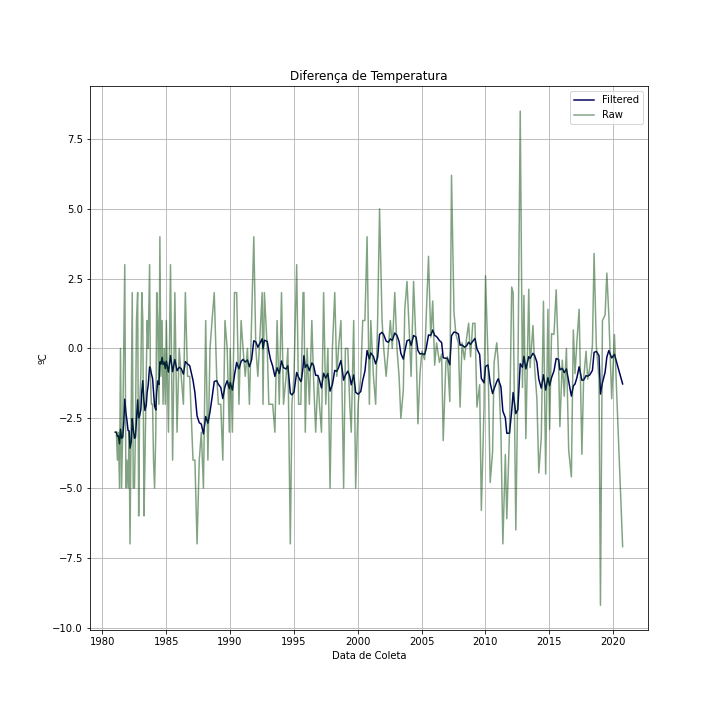 Diferença de Temperatura
Filtered
Raw
7.5
5.0
2.5
0.0
−2.5
−5.0
−7.5
−10.0
ºC
1980 1985 1990 1995 2000 2005 2010 2015 2020
Data de Coleta